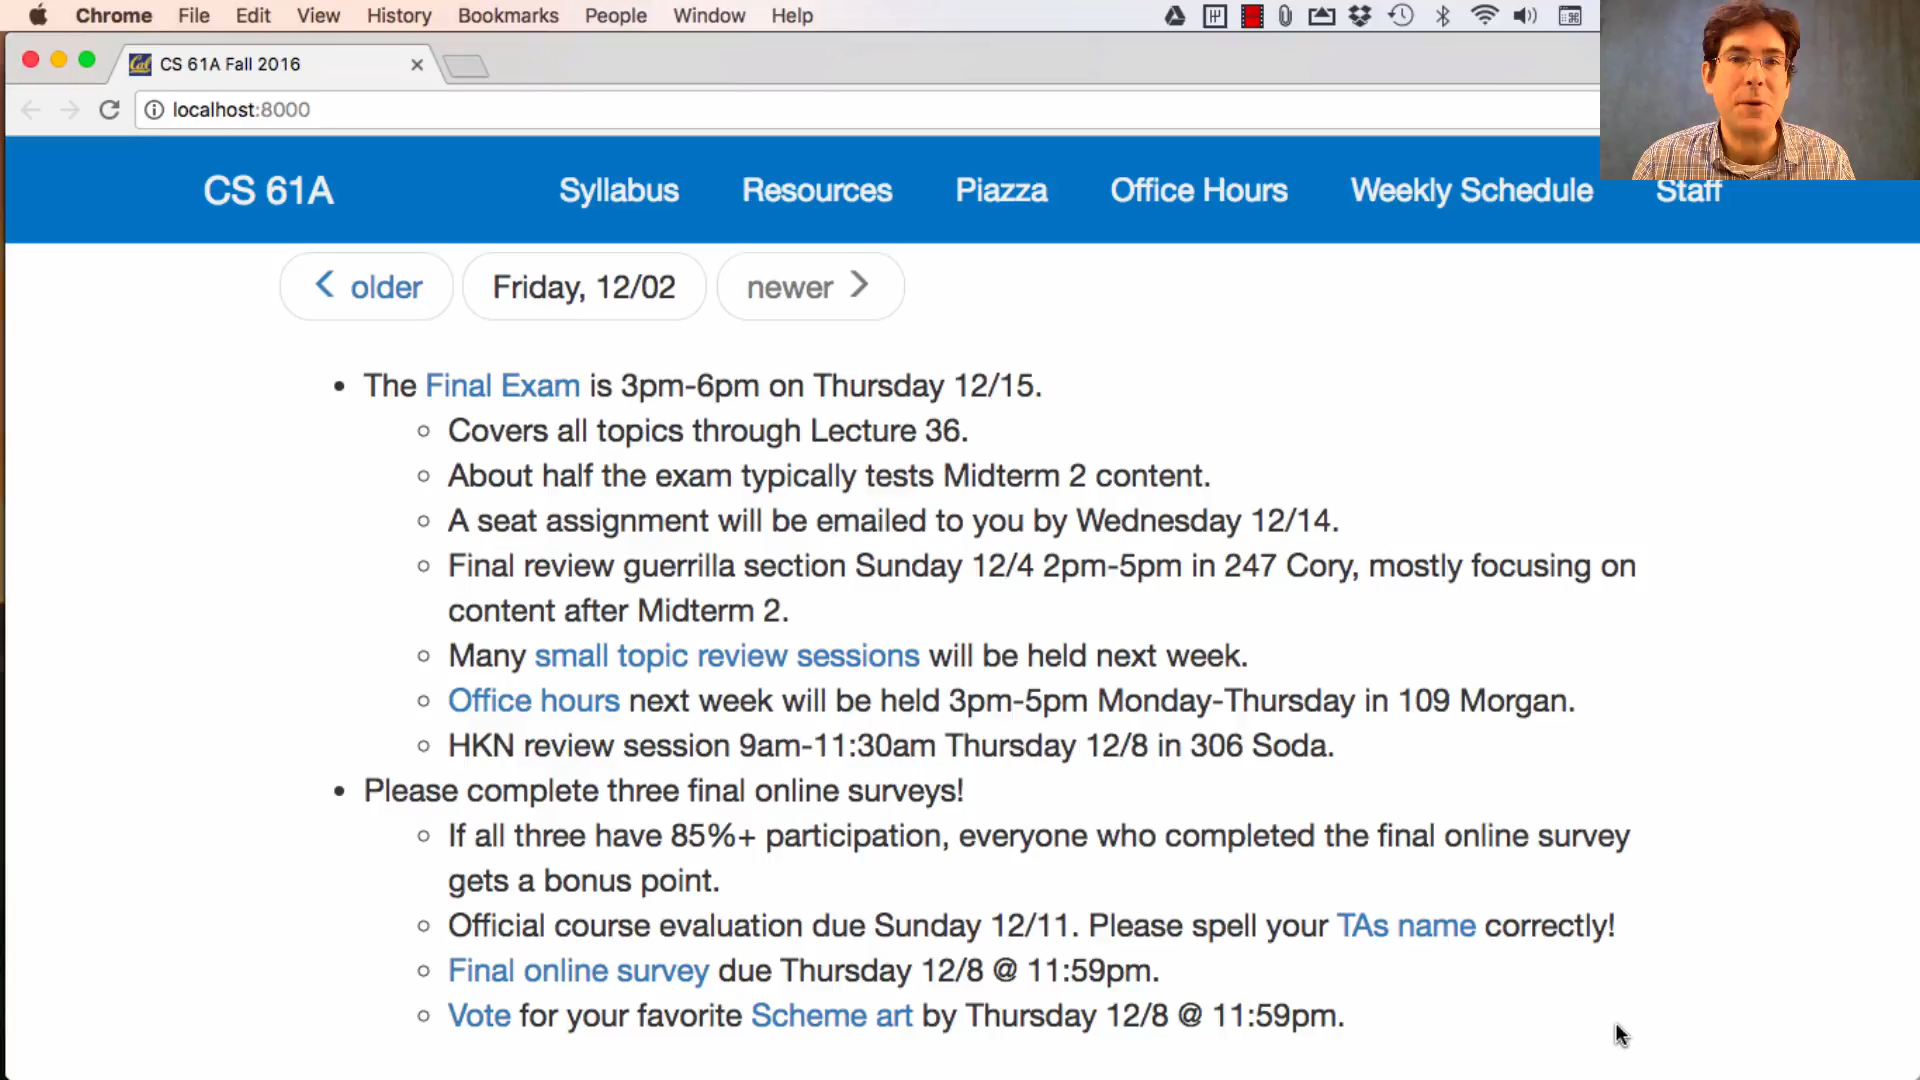 Chrome File Edit View History Bookmarks People Window Help
CS 61A Fall 2016
localhost:8000
CS 61A Syllabus Resources Piazza Office Hours Weekly Schedule Staff
older Friday, 12/02 newer
The Final Exam is 3pm-6pm on Thursday 12/15.
Covers all topics through Lecture 36.
About half the exam typically tests Midterm 2 content.
A seat assignment will be emailed to you by Wednesday 12/14.
Final review guerrilla section Sunday 12/4 2pm-5pm in 247 Cory, mostly focusing on
content after Midterm 2.
Many small topic review sessions will be held next week.
Office hours next week will be held 3pm-5pm Monday-Thursday in 109 Morgan.
HKN review session 9am-11:30am Thursday 12/8 in 306 Soda.
Please complete three final online surveys!
If all three have 85%+ participation, everyone who completed the final online survey
gets a bonus point.
Official course evaluation due Sunday 12/11. Please spell your TAs name correctly!
Final online survey due Thursday 12/8 @ 11:59pm.
Vote for your favorite Scheme art by Thursday 12/8 @ 11:59pm.